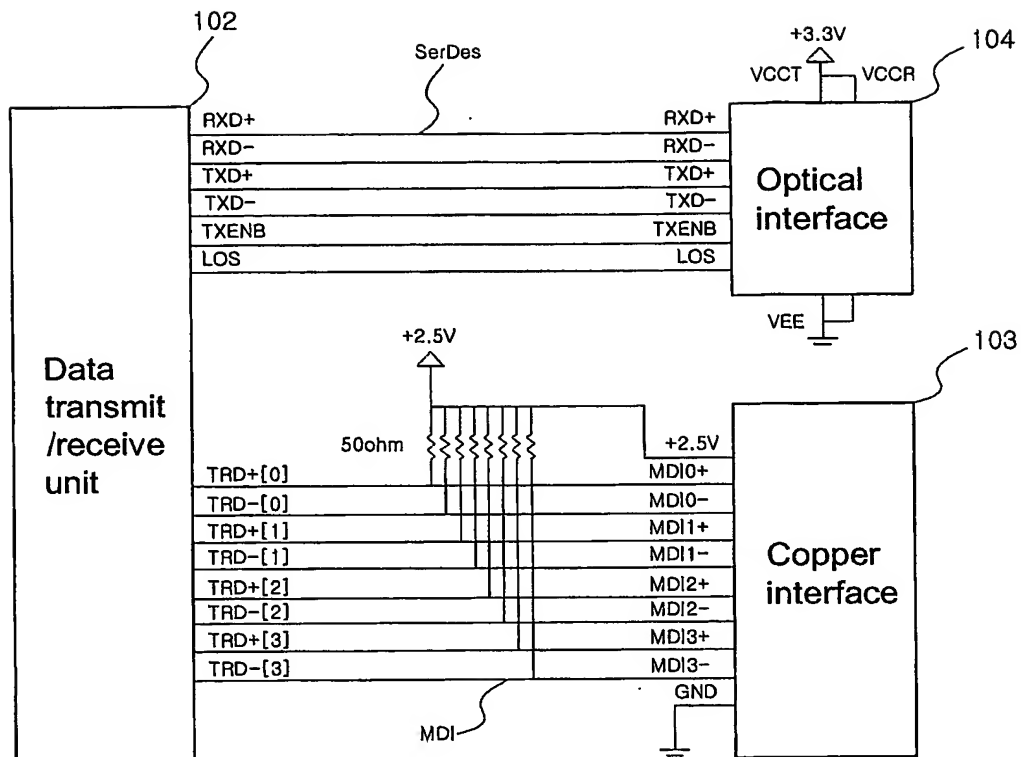 102
SerDes
+3.3V
104
VCCT VCCR
RXD+ RXD+
RXD- RXD-
TXD+ TXD+
TXD- TXD-
TXENB TXENB
LOS LOS
Optical
interface
VEE
+2.5V
103
Data
transmit
/receive
unit
50ohm
+2.5V
TRD+[0] MDI0+
TRD-[0] MDI0-
TRD+[1] MDI1+
TRD-[1] MDI1-
TRD+[2] MDI2+
TRD-[2] MDI2-
TRD+[3] MDI3+
TRD-[3] MDI3-
GND
Copper
interface
MDI